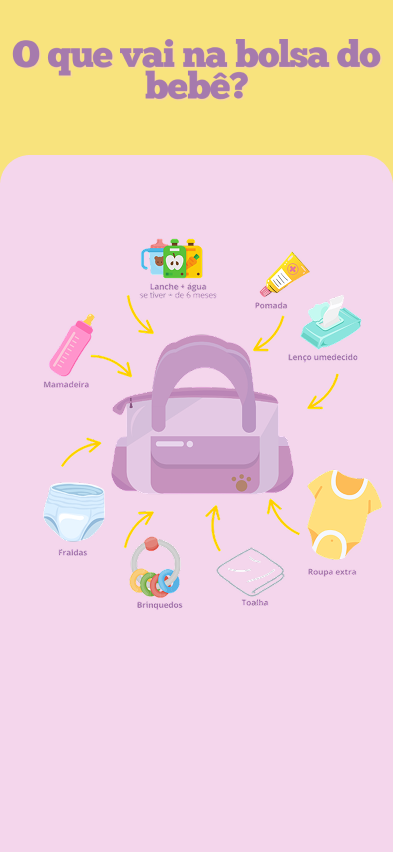 O que vai na bolsa do
bebê?
Lanche + água
se tiver + de 6 meses
Pomada
Lenço umedecido
Mamadeira
Fraldas
Brinquedos
Toalha
Roupa extra